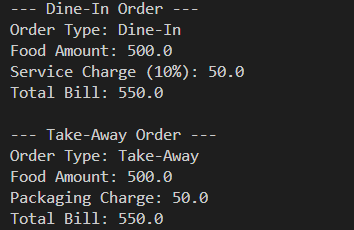 --- Dine-In Order ---
Order Type: Dine-In
Food Amount: 500.0
Service Charge (10%): 50.0
Total Bill: 550.0

--- Take-Away Order ---
Order Type: Take-Away
Food Amount: 500.0
Packaging Charge: 50.0
Total Bill: 550.0